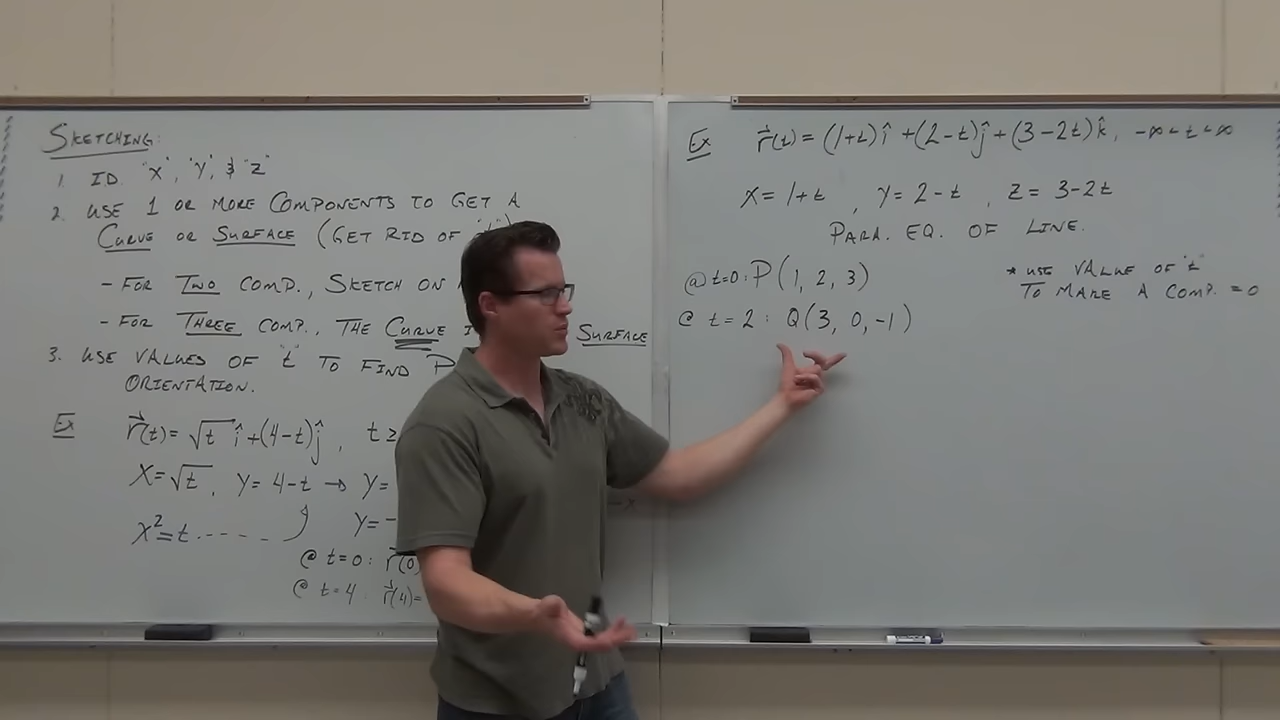 SKETCHING:
1. ID "X", "Y", & "Z"
2. USE 1 OR MORE COMPONENTS TO GET A
CURVE OR SURFACE (GET RID OF "t")
- FOR TWO COMP., SKETCH ON
- FOR THREE COMP., THE CURVE SURFACE
3. USE VALUES OF "t" TO FIND
ORIENTATION.
Ex r⃗(t) = √t î + (4-t)ĵ, t ≥
X = √t, Y = 4-t → Y =
X² = t Y = -
@ t=0: r⃗(0)
@ t=4: r⃗(4)=
Ex r⃗(t) = (1+t)î + (2-t)ĵ + (3-2t)k̂, -∞ < t < ∞
X = 1+t, Y = 2-t, Z = 3-2t
PARA. EQ. OF LINE.
@ t=0: P(1, 2, 3)
@ t=2: Q(3, 0, -1)
* USE VALUE OF "t"
TO MAKE A COMP. = 0